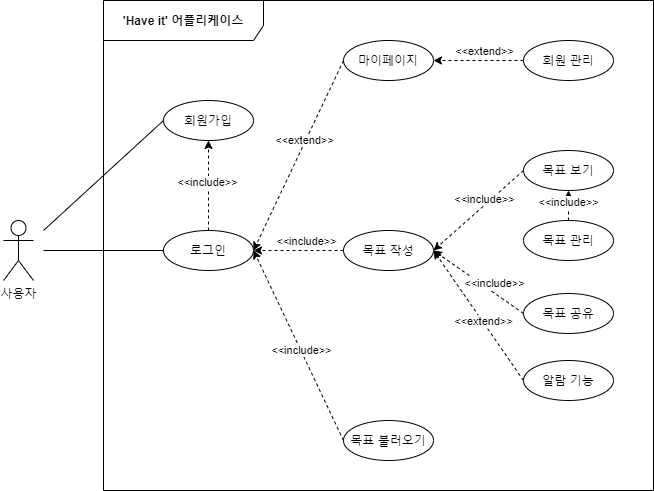 'Have it' 어플리케이스
마이페이지
<<extend>>
회원 관리
회원가입
<<extend>>
<<include>>
목표 보기
<<include>>
<<include>>
사용자
로그인
<<include>>
목표 작성
목표 관리
<<include>>
목표 공유
<<extend>>
<<include>>
알람 기능
목표 불러오기